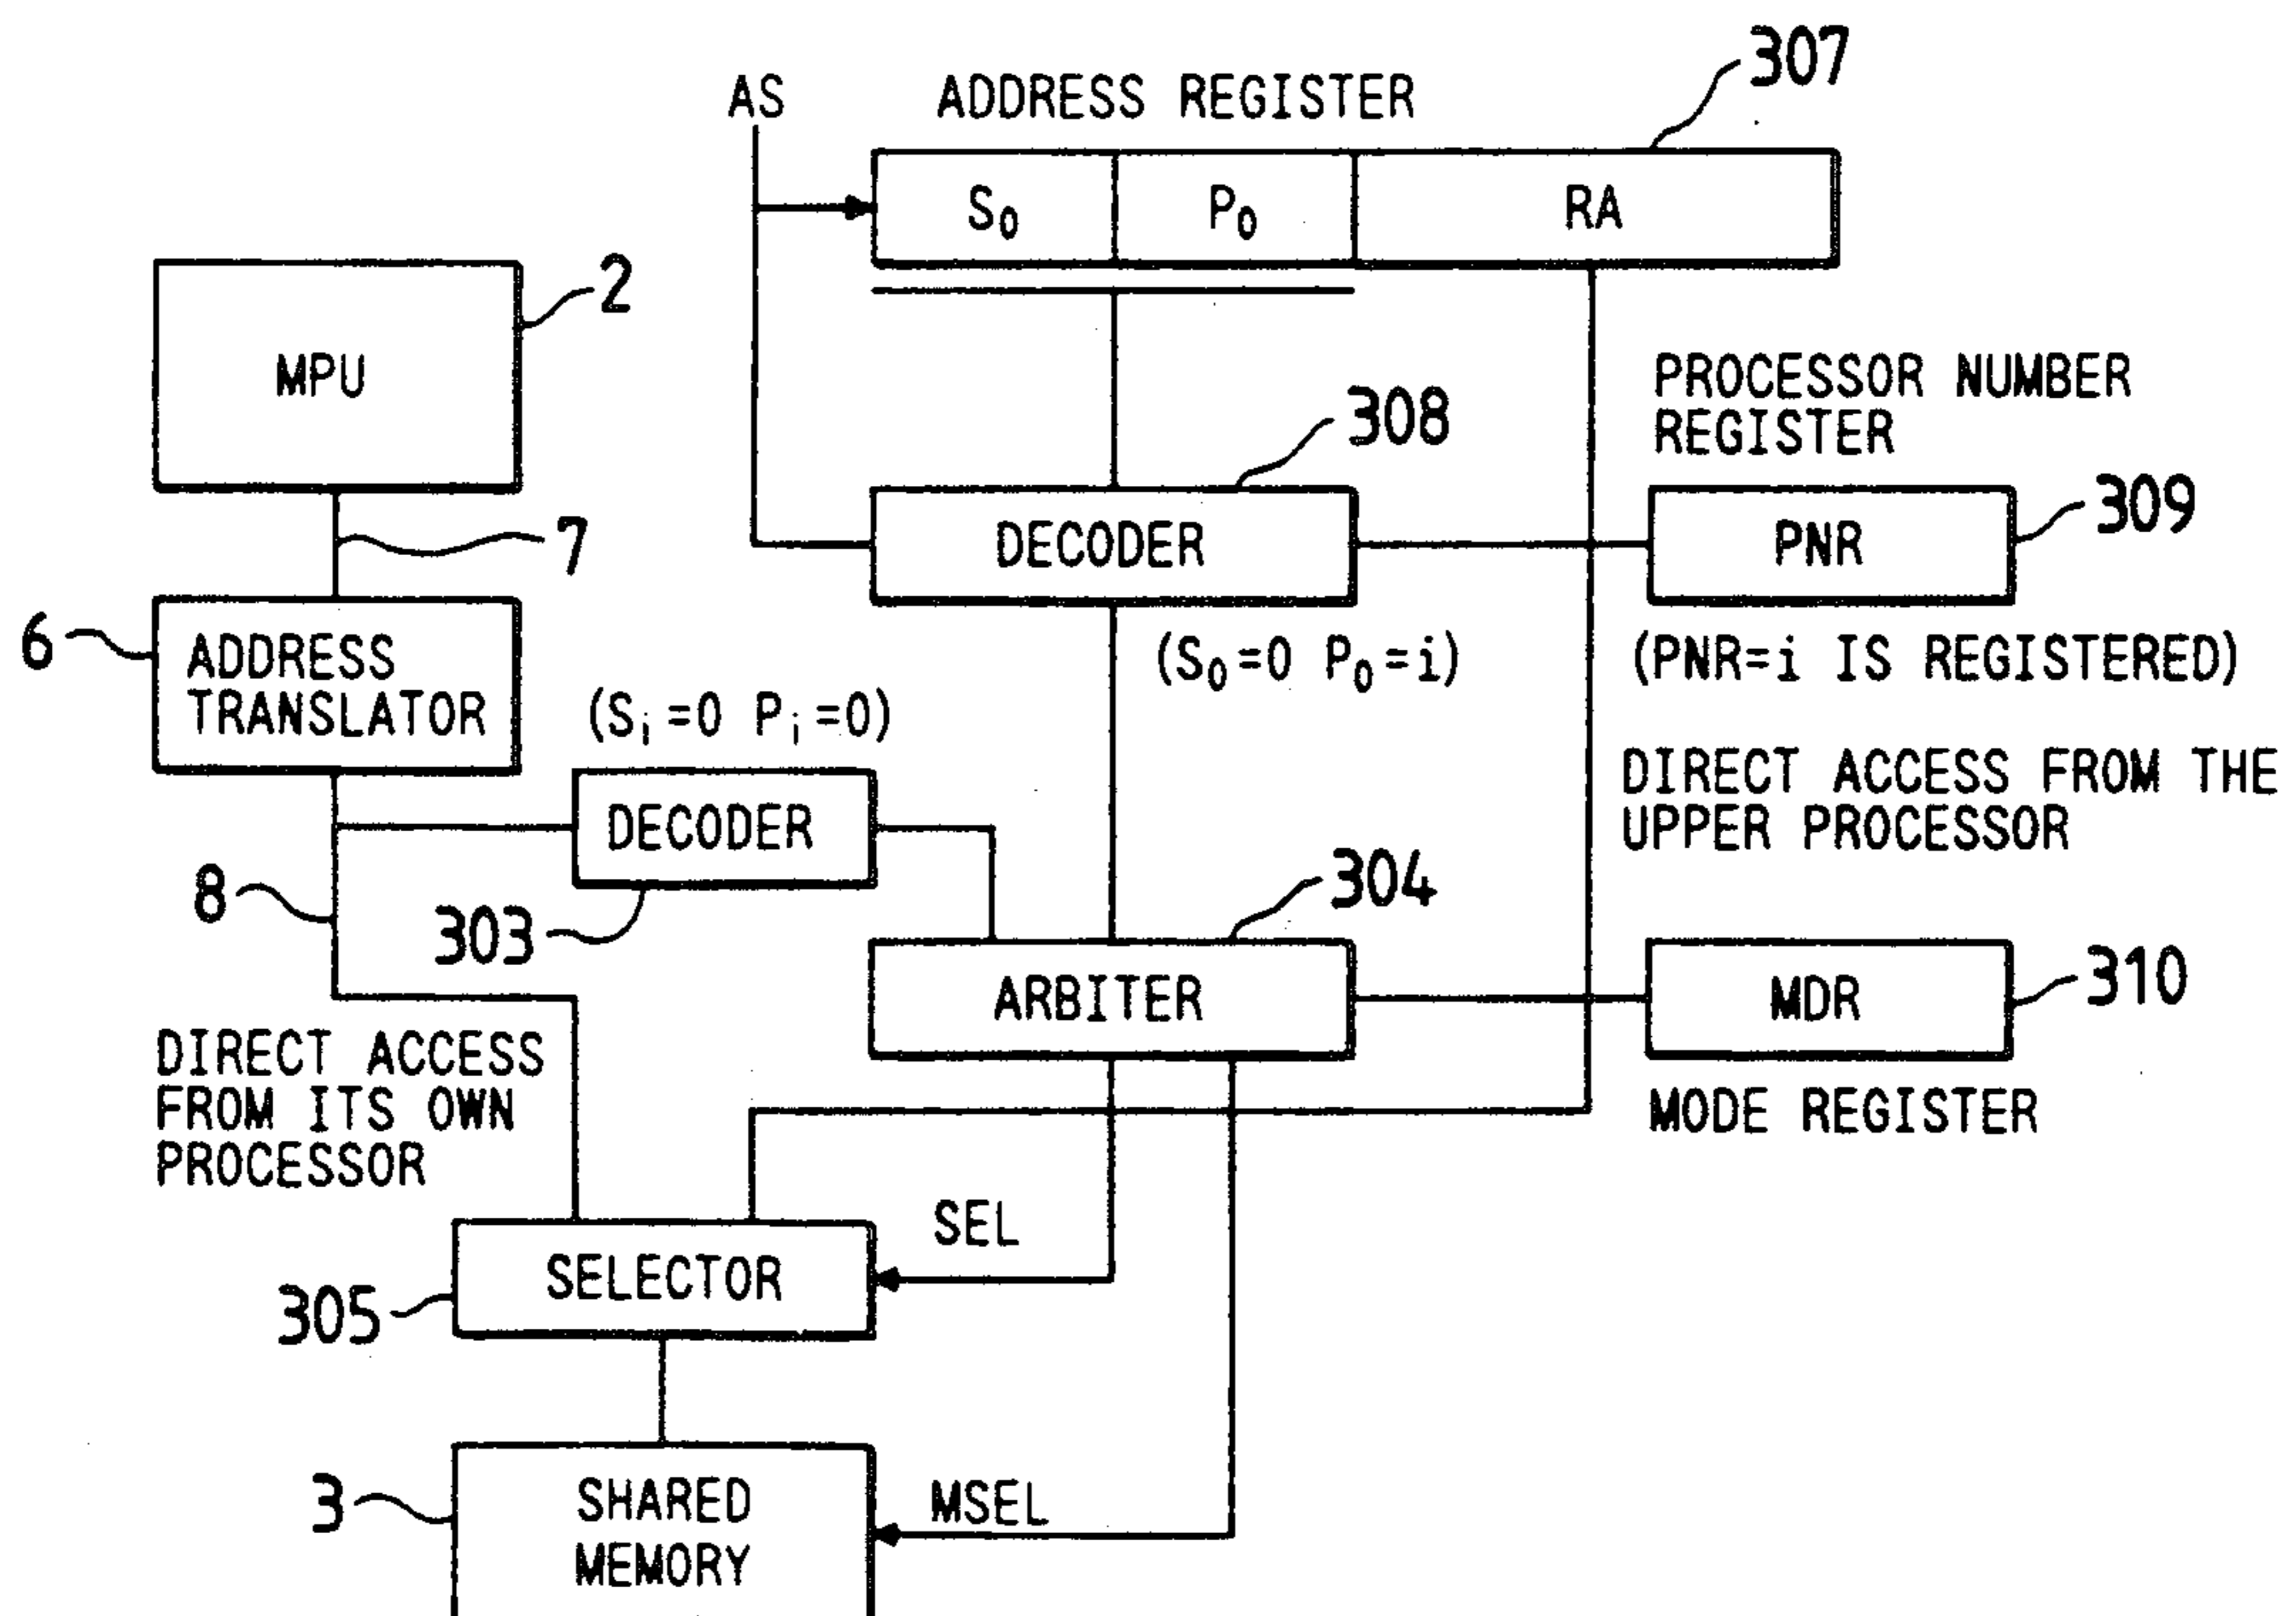 307
AS
ADDRESS REGISTER
S₀
P₀
RA
2
MPU
PROCESSOR NUMBER
REGISTER
308
7
DECODER
PNR
309
6
ADDRESS
TRANSLATOR
(S₀=0 P₀=i)
(PNR=i IS REGISTERED)
(Sᵢ=0 Pᵢ=0)
DIRECT ACCESS FROM THE
UPPER PROCESSOR
DECODER
8
303
304
ARBITER
MDR
310
DIRECT ACCESS
FROM ITS OWN
PROCESSOR
MODE REGISTER
SEL
SELECTOR
305
3
SHARED
MEMORY
MSEL